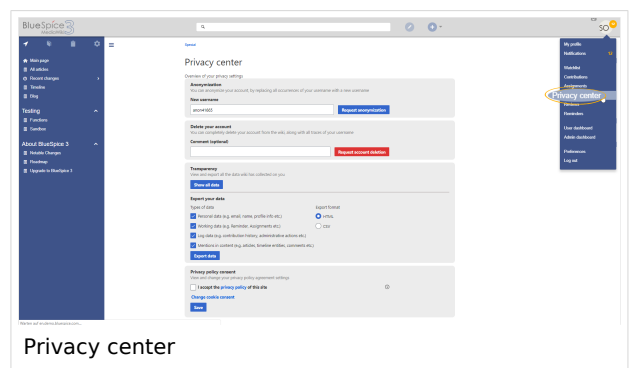 BlueSpice 3
MediaWiki
SO
Main page
All articles
Recent changes
Timeline
Blog
Testing
Functions
Sandbox
About BlueSpice 3
Notable Changes
Roadmap
Upgrade to BlueSpice 3
Special
Privacy center
Overview of your privacy settings
Anonymization
You can anonymize your account, by replacing all occurrences of your username with a new username
New username
anon41665
Request anonymization
Delete your account
You can completely delete your account from the wiki, along with all traces of your username
Comment (optional)
Request account deletion
Transparency
View and export all the data wiki has collected on you
Show all data
Export your data
Types of data
Export format
Personal data (e.g. email, name, profile info etc.)
HTML
Working data (e.g. Reminder, Assignments etc.)
CSV
Log data (e.g. contribution history, administrative actions etc.)
Mentions in content (e.g. articles, timeline entities, comments etc.)
Export data
Privacy policy consent
View and change your privacy policy agreement settings
I accept the privacy policy of this site
Change cookie consent
Save
My profile
Notifications 12
Watchlist
Contributions
Assignments
Privacy center
Reviews
Reminders
User dashboard
Admin dashboard
Preferences
Log out
Privacy center